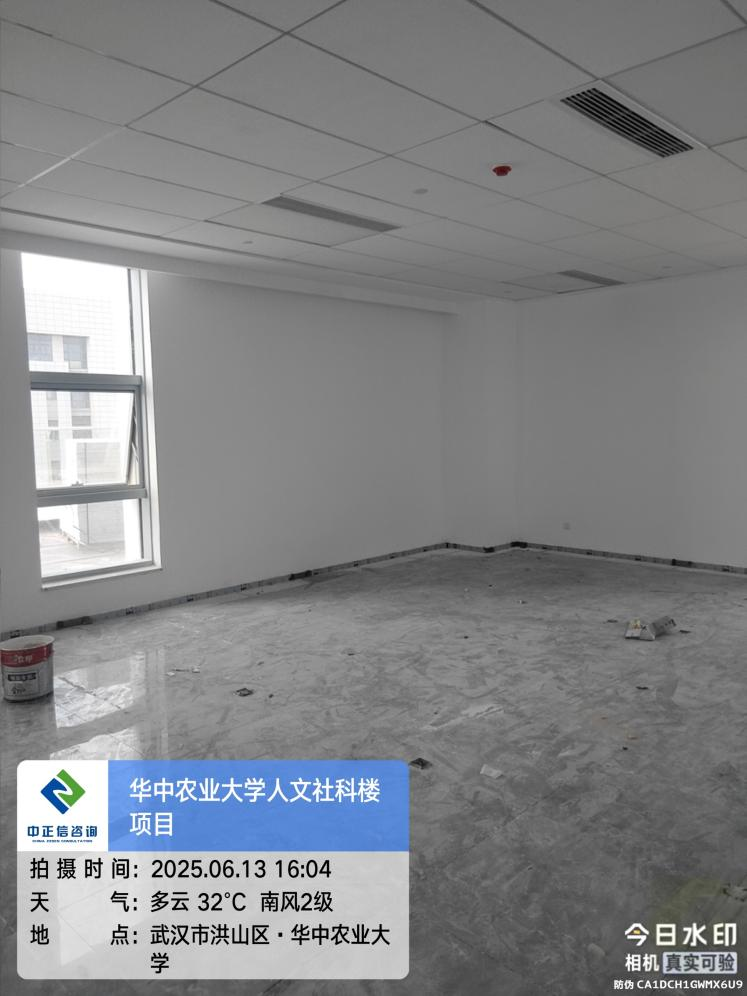 华中农业大学人文社科楼
项目
中正信咨询
拍摄时间：2025.06.13 16:04
天气：多云 32°C 南风2级
地点：武汉市洪山区·华中农业大
学
今日水印
相机真实可验
防伪 CA1DCH1GWMX6U9